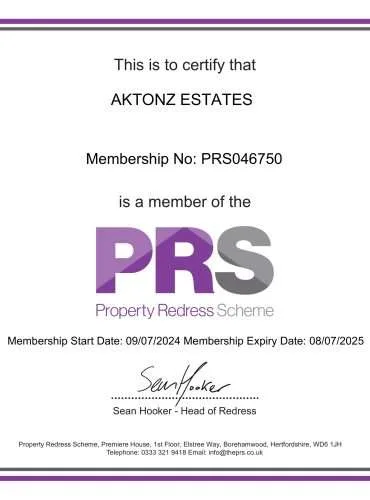 This is to certify that
AKTONZ ESTATES
Membership No: PRS046750
is a member of the
PRS
Property Redress Scheme
Membership Start Date: 09/07/2024 Membership Expiry Date: 08/07/2025
Sean Hooker
Sean Hooker - Head of Redress
Property Redress Scheme, Premiere House, 1st Floor, Elstree Way, Borehamwood, Hertfordshire, WD6 1JH
Telephone: 0333 321 9418 Email: info@theprs.co.uk